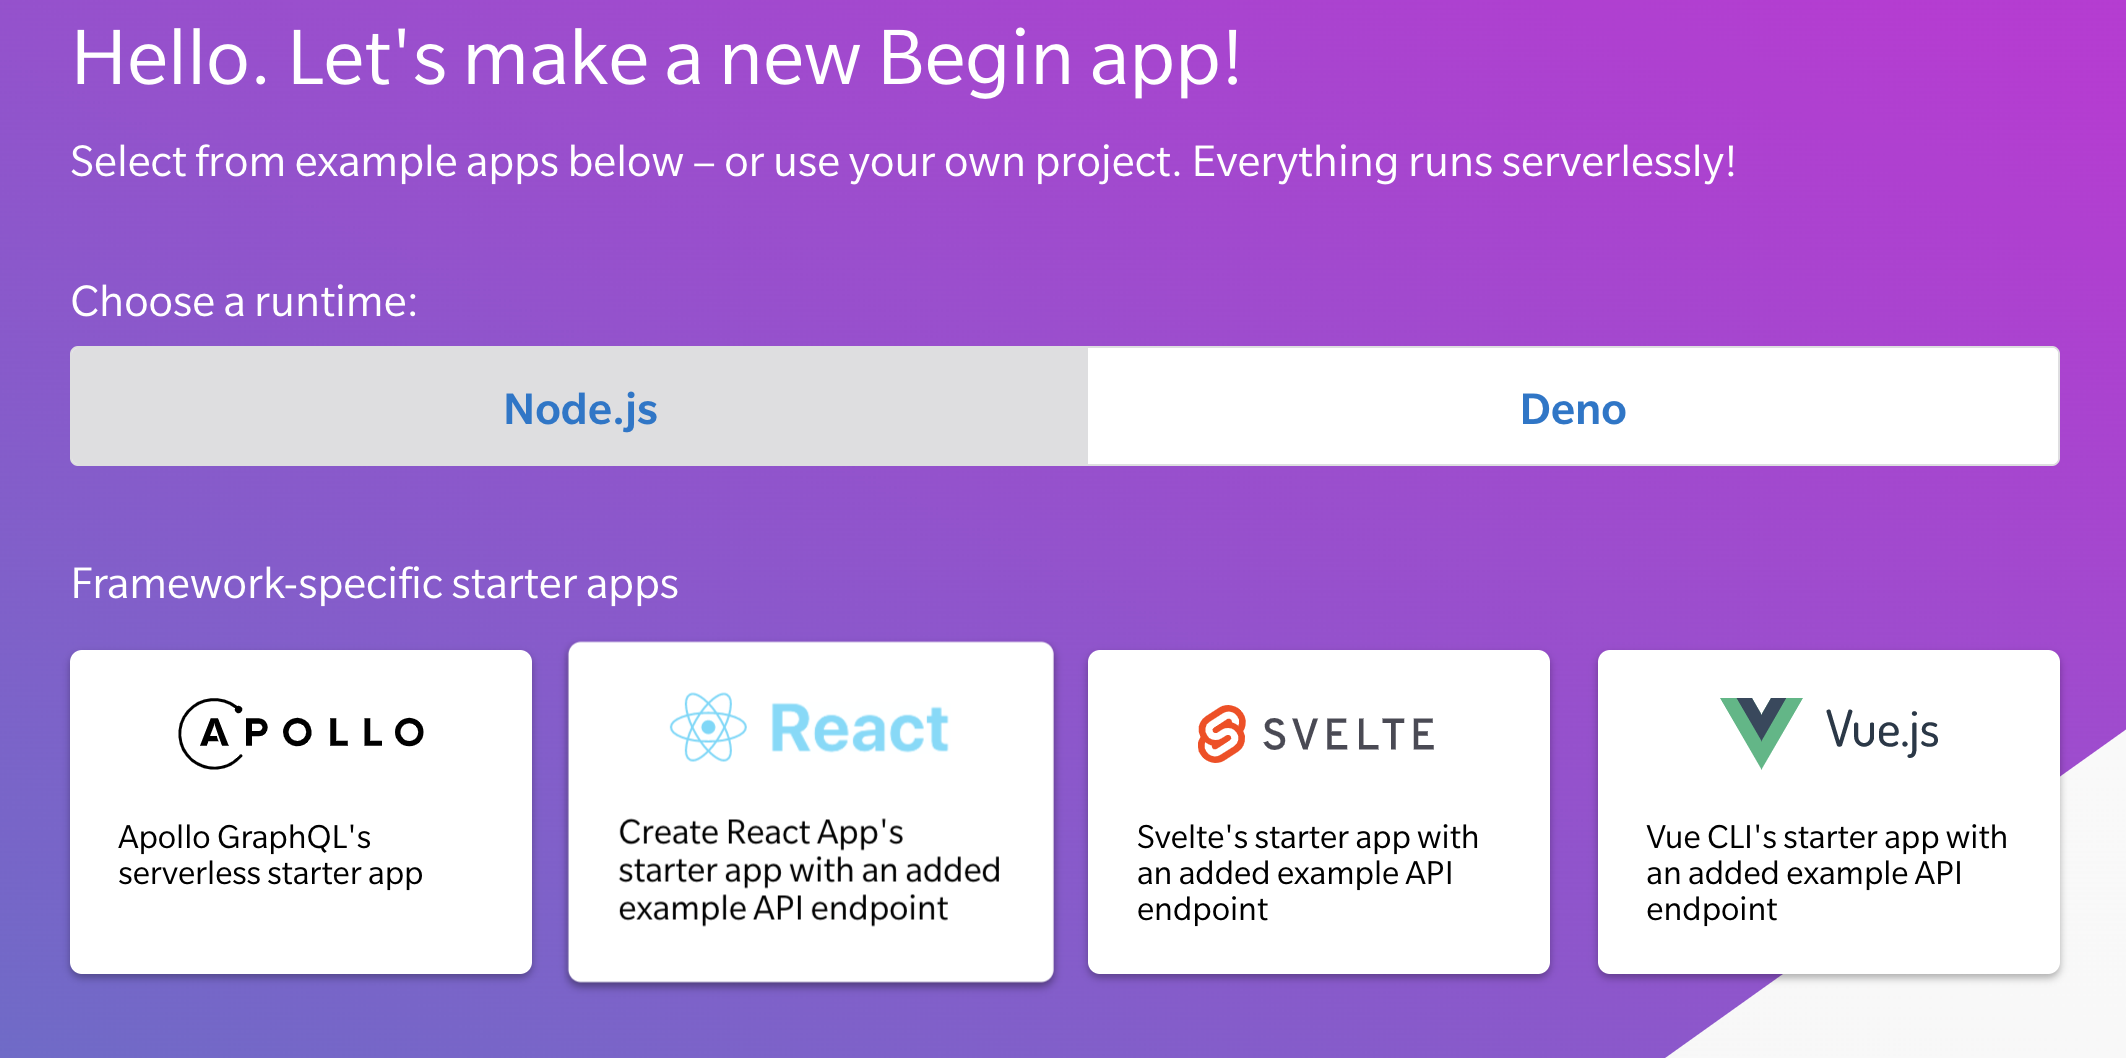 Hello. Let's make a new Begin app!
Select from example apps below – or use your own project. Everything runs serverlessly!
Choose a runtime:
Node.js
Deno
Framework-specific starter apps
APOLLO
Apollo GraphQL's
serverless starter app
React
Create React App's
starter app with an added
example API endpoint
SVELTE
Svelte's starter app with
an added example API
endpoint
Vue.js
Vue CLI's starter app with
an added example API
endpoint